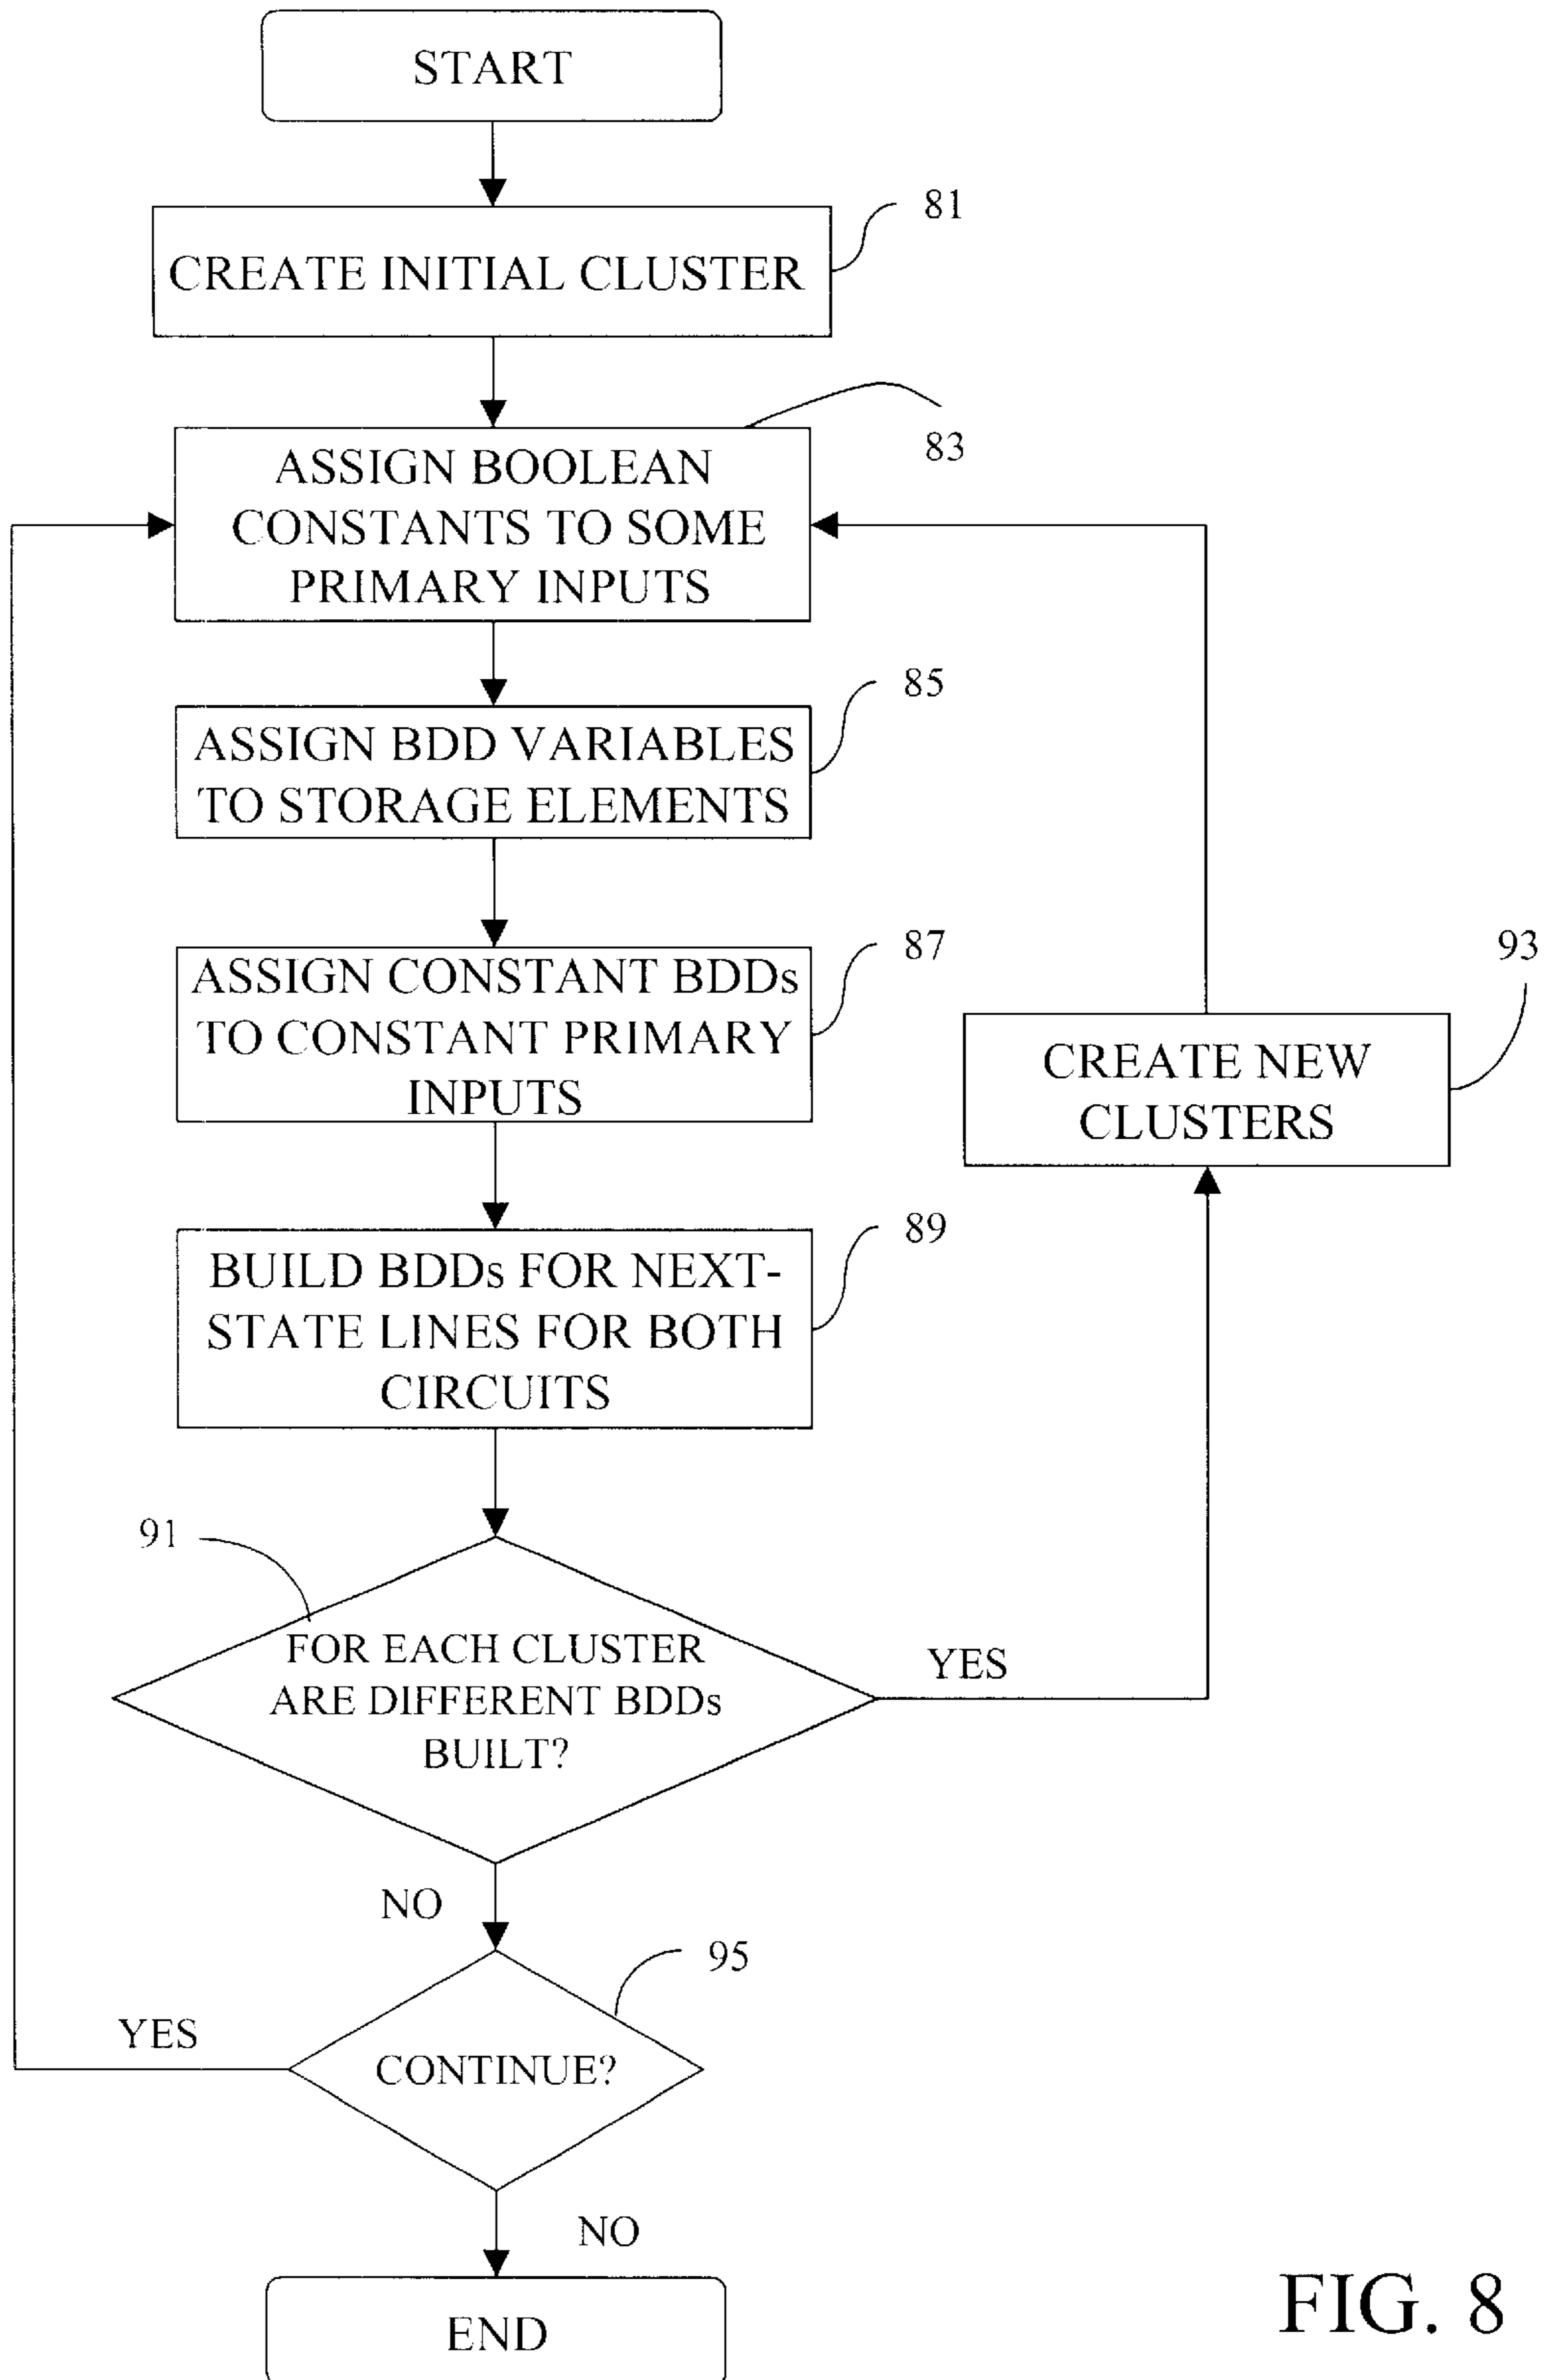 START
81
CREATE INITIAL CLUSTER
83
ASSIGN BOOLEAN
CONSTANTS TO SOME
PRIMARY INPUTS
85
ASSIGN BDD VARIABLES
TO STORAGE ELEMENTS
87
ASSIGN CONSTANT BDDs
TO CONSTANT PRIMARY
INPUTS
93
CREATE NEW
CLUSTERS
89
BUILD BDDs FOR NEXT-
STATE LINES FOR BOTH
CIRCUITS
91
FOR EACH CLUSTER
ARE DIFFERENT BDDs
BUILT?
YES
NO
95
YES
CONTINUE?
NO
END
FIG. 8